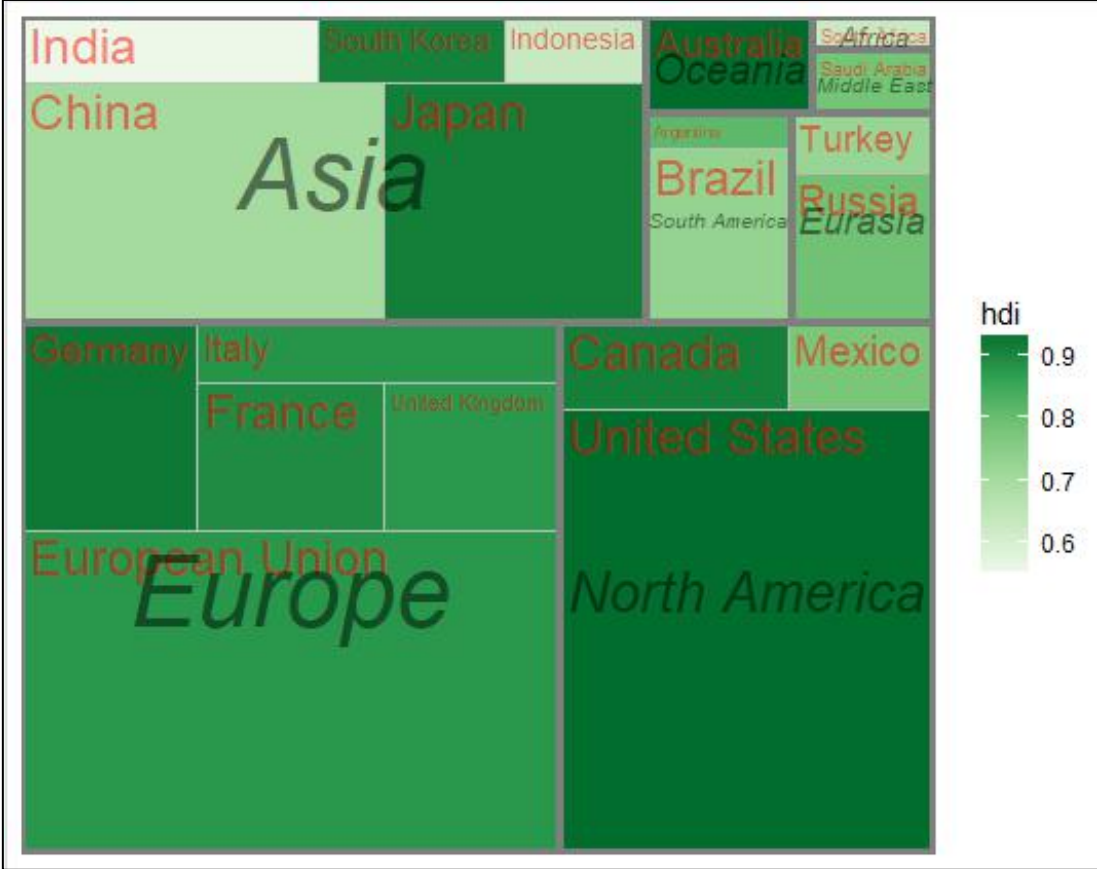 India
South Korea
Indonesia
China
Japan
Asia
Australia
Oceania
South Africa
Africa
Saudi Arabia
Middle East
Argentina
Brazil
South America
Turkey
Russia
Eurasia
Germany
Italy
France
United Kingdom
European Union
Europe
Canada
Mexico
United States
North America
hdi
0.9
0.8
0.7
0.6